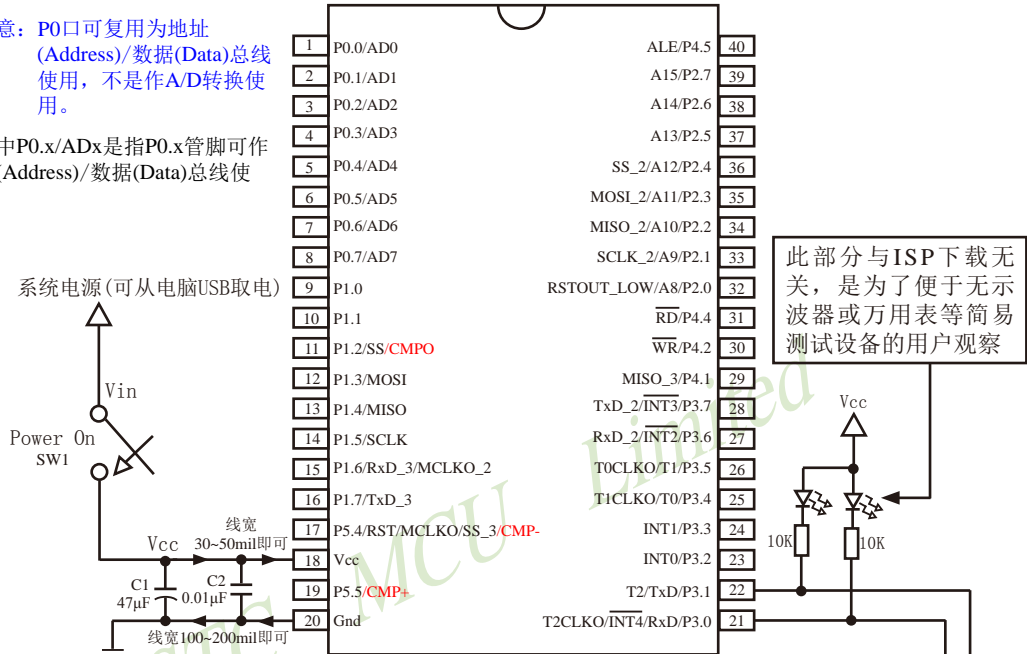 意：P0口可复用为地址
(Address)/数据(Data)总线
使用，不是作A/D转换使
用。
中P0.x/ADx是指P0.x管脚可作
(Address)/数据(Data)总线使
1 P0.0/AD0
2 P0.1/AD1
3 P0.2/AD2
4 P0.3/AD3
5 P0.4/AD4
6 P0.5/AD5
7 P0.6/AD6
8 P0.7/AD7
9 P1.0
10 P1.1
11 P1.2/SS/CMPO
12 P1.3/MOSI
13 P1.4/MISO
14 P1.5/SCLK
15 P1.6/RxD_3/MCLKO_2
16 P1.7/TxD_3
17 P5.4/RST/MCLKO/SS_3/CMP-
18 Vcc
19 P5.5/CMP+
20 Gnd
ALE/P4.5 40
A15/P2.7 39
A14/P2.6 38
A13/P2.5 37
SS_2/A12/P2.4 36
MOSI_2/A11/P2.3 35
MISO_2/A10/P2.2 34
SCLK_2/A9/P2.1 33
RSTOUT_LOW/A8/P2.0 32
RD/P4.4 31
WR/P4.2 30
MISO_3/P4.1 29
TxD_2/INT3/P3.7 28
RxD_2/INT2/P3.6 27
T0CLKO/T1/P3.5 26
T1CLKO/T0/P3.4 25
INT1/P3.3 24
INT0/P3.2 23
T2/TxD/P3.1 22
T2CLKO/INT4/RxD/P3.0 21
系统电源(可从电脑USB取电)
Vin
Power On
SW1
Vcc
线宽
30~50mil即可
C1
47μF
C2
0.01μF
线宽100~200mil即可
此部分与ISP下载无
关，是为了便于无示
波器或万用表等简易
测试设备的用户观察
Vcc
10K
10K
MCU Limited